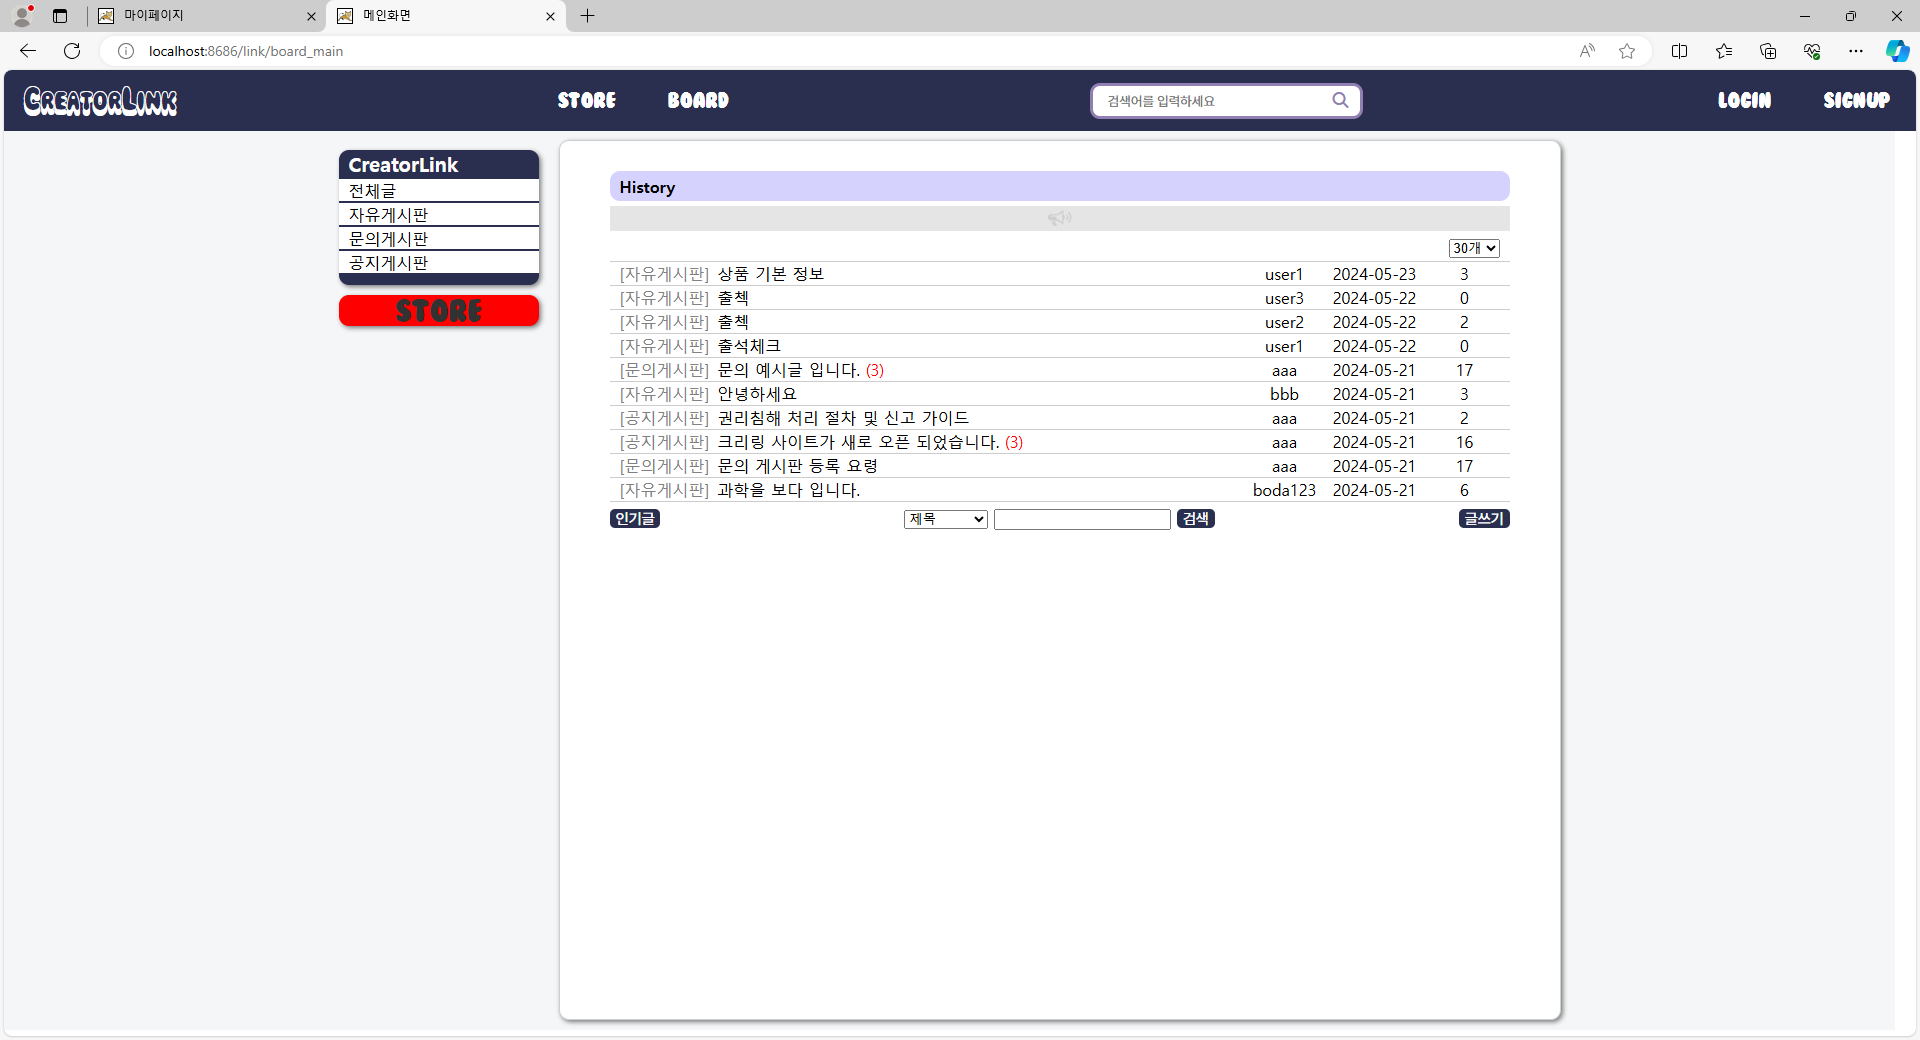 마이페이지
메인화면
localhost:8686/link/board_main
CREATORLINK
STORE
BOARD
검색어를 입력하세요
LOGIN
SIGNUP
CreatorLink
전체글
자유게시판
문의게시판
공지게시판
STORE
History
30개
[자유게시판] 상품 기본 정보 user1 2024-05-23 3
[자유게시판] 출첵 user3 2024-05-22 0
[자유게시판] 출첵 user2 2024-05-22 2
[자유게시판] 출석체크 user1 2024-05-22 0
[문의게시판] 문의 예시글 입니다. (3) aaa 2024-05-21 17
[자유게시판] 안녕하세요 bbb 2024-05-21 3
[공지게시판] 권리침해 처리 절차 및 신고 가이드 aaa 2024-05-21 2
[공지게시판] 크리링 사이트가 새로 오픈 되었습니다. (3) aaa 2024-05-21 16
[문의게시판] 문의 게시판 등록 요령 aaa 2024-05-21 17
[자유게시판] 과학을 보다 입니다. boda123 2024-05-21 6
인기글
제목
검색
글쓰기